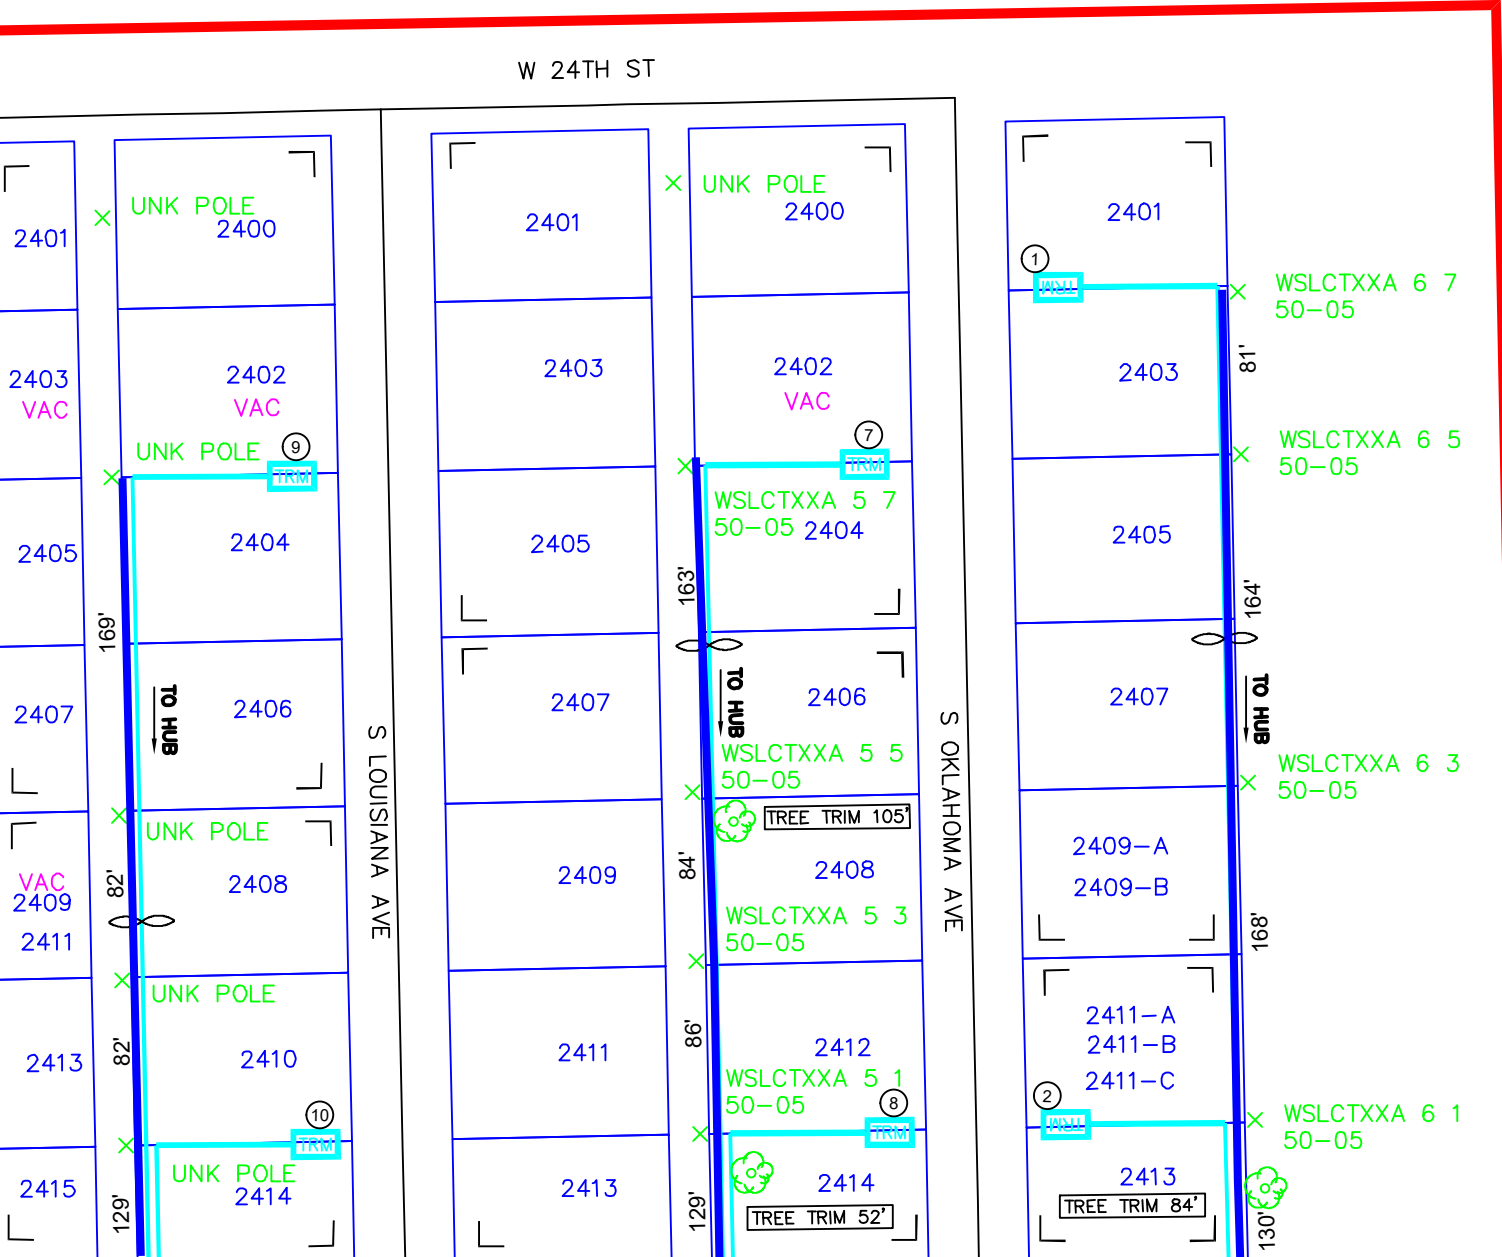 W 24TH ST
UNK POLE
2400
2401
2401
UNK POLE
2400
2401
1
TRM
WSLCTXXA 6 7
50-05
81'
2403
VAC
2402
VAC
2403
2402
VAC
2403
UNK POLE
9
TRM
7
TRM
WSLCTXXA 6 5
50-05
WSLCTXXA 5 7
50-05
2404
2405
2404
2405
2405
169'
163'
164'
2407
2406
TO HUB
2407
2406
TO HUB
2407
TO HUB
S LOUISIANA AVE
S OKLAHOMA AVE
WSLCTXXA 5 5
50-05
WSLCTXXA 6 3
50-05
UNK POLE
TREE TRIM 105'
VAC
2409
2411
82'
2408
2409
84'
2408
2409-A
2409-B
WSLCTXXA 5 3
50-05
168'
UNK POLE
2413
82'
2410
2411
86'
2412
2411-A
2411-B
2411-C
WSLCTXXA 5 1
50-05
10
TRM
8
TRM
2
TRM
WSLCTXXA 6 1
50-05
UNK POLE
2415
129'
2414
2413
129'
2414
TREE TRIM 52'
2413
TREE TRIM 84'
130'